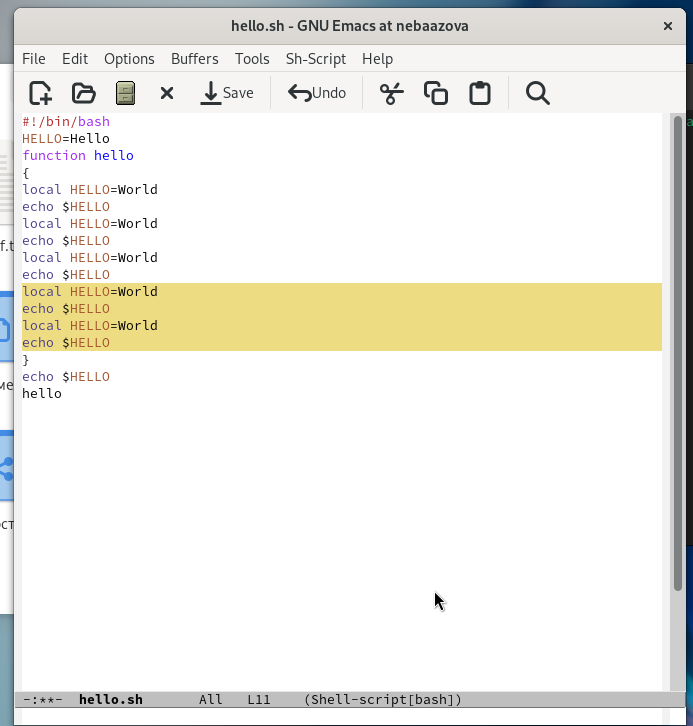 hello.sh - GNU Emacs at nebaazova
File Edit Options Buffers Tools Sh-Script Help
Save Undo
#!/bin/bash
HELLO=Hello
function hello
{
local HELLO=World
echo $HELLO
local HELLO=World
echo $HELLO
local HELLO=World
echo $HELLO
local HELLO=World
echo $HELLO
local HELLO=World
echo $HELLO
}
echo $HELLO
hello
-:**- hello.sh All L11 (Shell-script[bash])